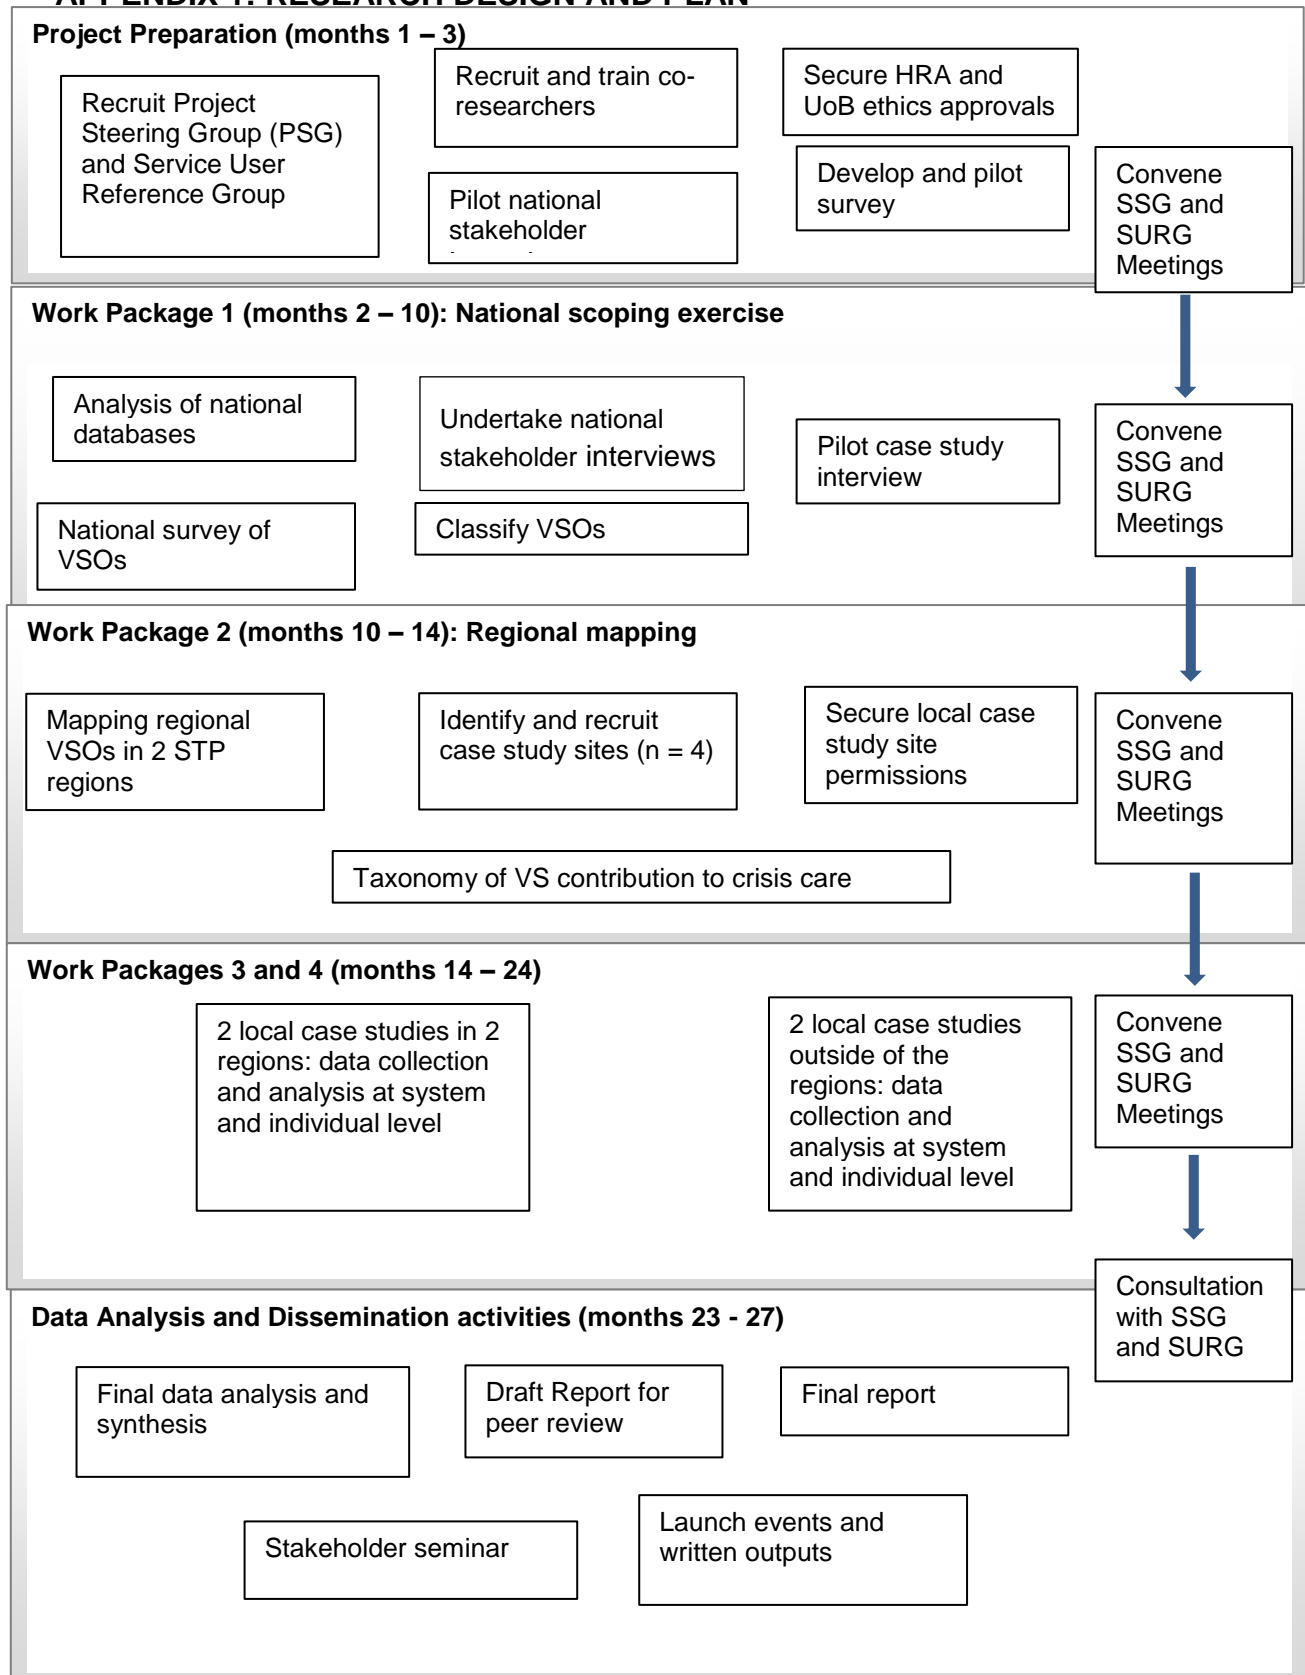 APPENDIX 1: RESEARCH DESIGN AND PLAN
Project Preparation (months 1 – 3)
Recruit Project
Steering Group (PSG)
and Service User
Reference Group
Recruit and train co-
researchers
Secure HRA and
UoB ethics approvals
Pilot national
stakeholder
Develop and pilot
survey
Convene
SSG and
SURG
Meetings
Work Package 1 (months 2 – 10): National scoping exercise
Analysis of national
databases
Undertake national
stakeholder interviews
Pilot case study
interview
Convene
SSG and
SURG
Meetings
National survey of
VSOs
Classify VSOs
Work Package 2 (months 10 – 14): Regional mapping
Mapping regional
VSOs in 2 STP
regions
Identify and recruit
case study sites (n = 4)
Secure local case
study site
permissions
Convene
SSG and
SURG
Meetings
Taxonomy of VS contribution to crisis care
Work Packages 3 and 4 (months 14 – 24)
2 local case studies in 2
regions: data collection
and analysis at system
and individual level
2 local case studies
outside of the
regions: data
collection and
analysis at system
and individual level
Convene
SSG and
SURG
Meetings
Consultation
with SSG
and SURG
Data Analysis and Dissemination activities (months 23 - 27)
Final data analysis and
synthesis
Draft Report for
peer review
Final report
Stakeholder seminar
Launch events and
written outputs